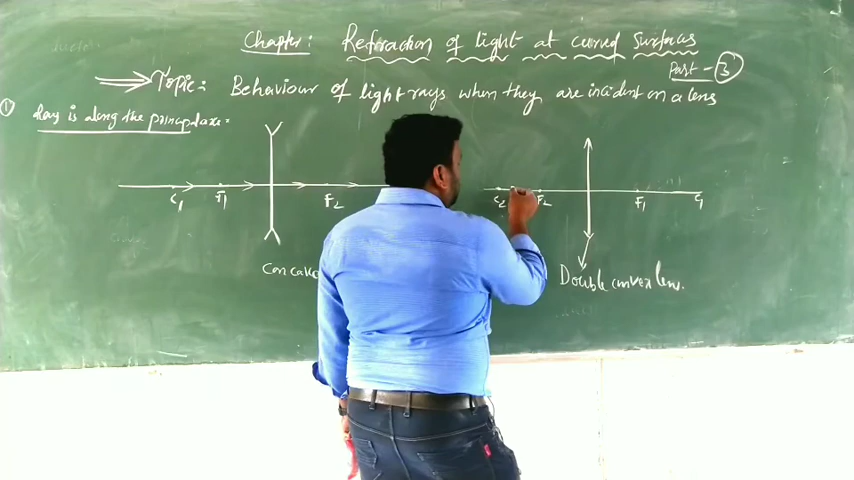 Chapter: Refraction of light at curved Surfaces
Part - 3
Topic: Behaviour of light rays when they are incident on a lens
① Ray is along the principal axis:
C1 F1 F2
C2 F2 F1 C1
Concave
Double convex lens.